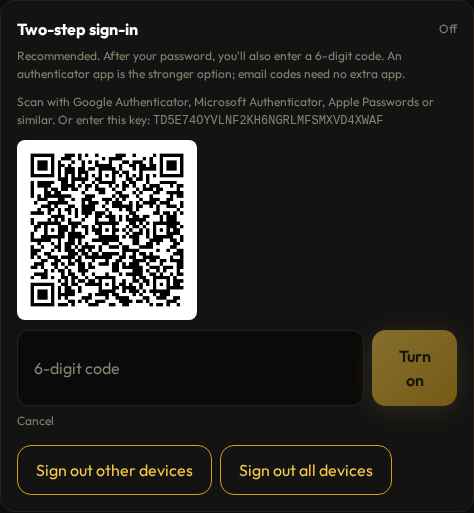 Two-step sign-in
Off
Recommended. After your password, you'll also enter a 6-digit code. An
authenticator app is the stronger option; email codes need no extra app.
Scan with Google Authenticator, Microsoft Authenticator, Apple Passwords or
similar. Or enter this key: TD5E74OYVLNF2KH6NGRLMFSMXVD4XWAF
6-digit code
Turn
on
Cancel
Sign out other devices
Sign out all devices